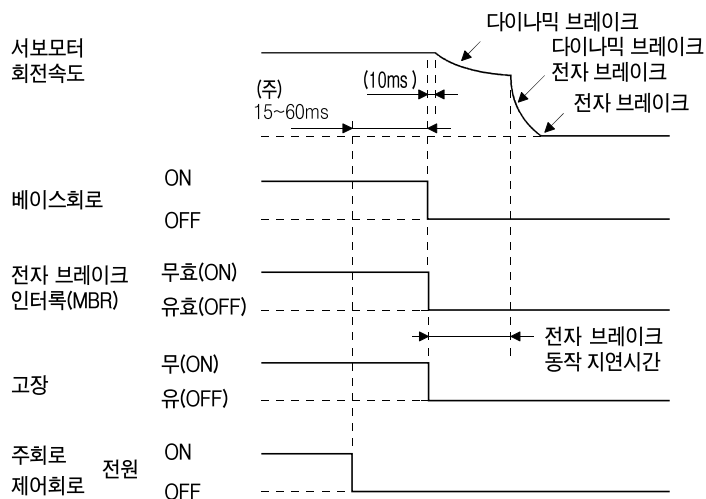 다이나믹 브레이크
다이나믹 브레이크
전자 브레이크
전자 브레이크
서보모터
회전속도
(주)
15~60ms
(10ms)
베이스회로
ON
OFF
전자 브레이크
인터록(MBR)
무효(ON)
유효(OFF)
전자 브레이크
동작 지연시간
고장
무(ON)
유(OFF)
주회로
제어회로
전원
ON
OFF